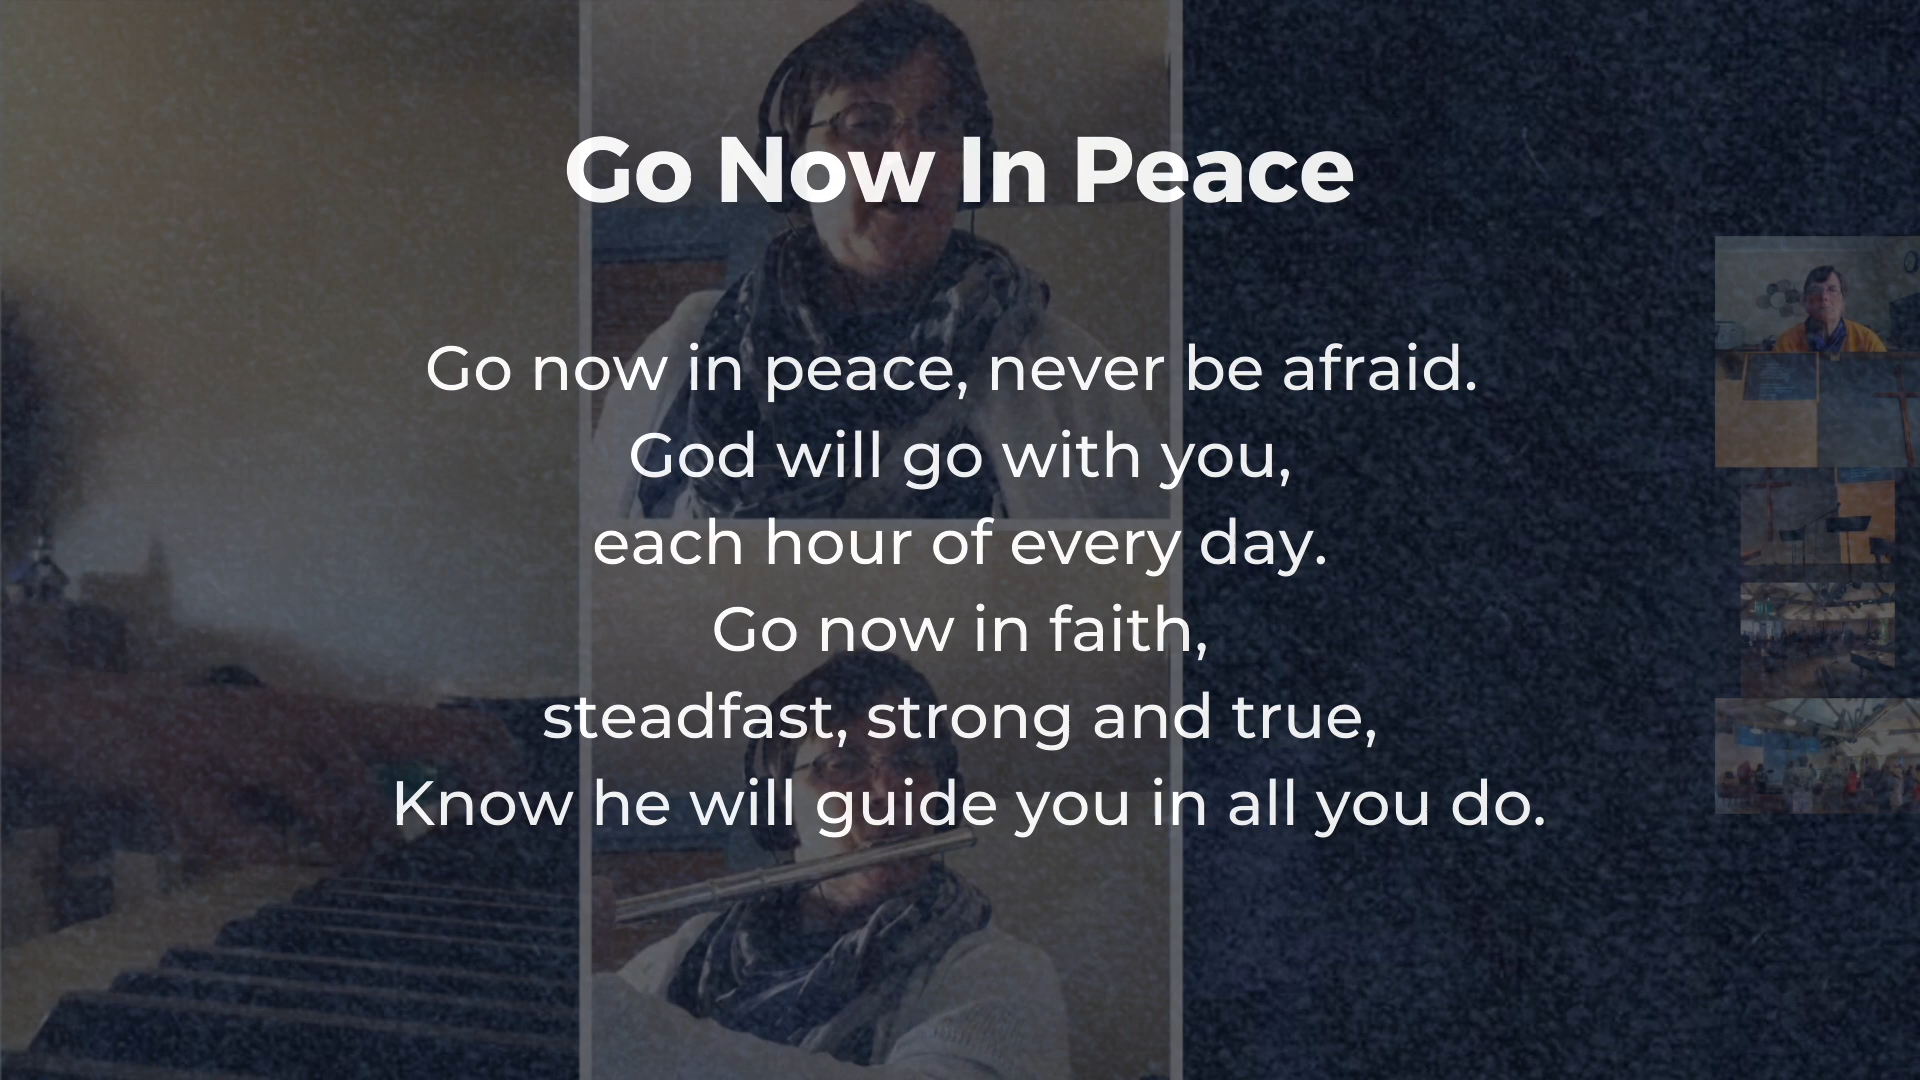 Go Now In Peace
Go now in peace, never be afraid.
God will go with you,
each hour of every day.
Go now in faith,
steadfast, strong and true,
Know he will guide you in all you do.